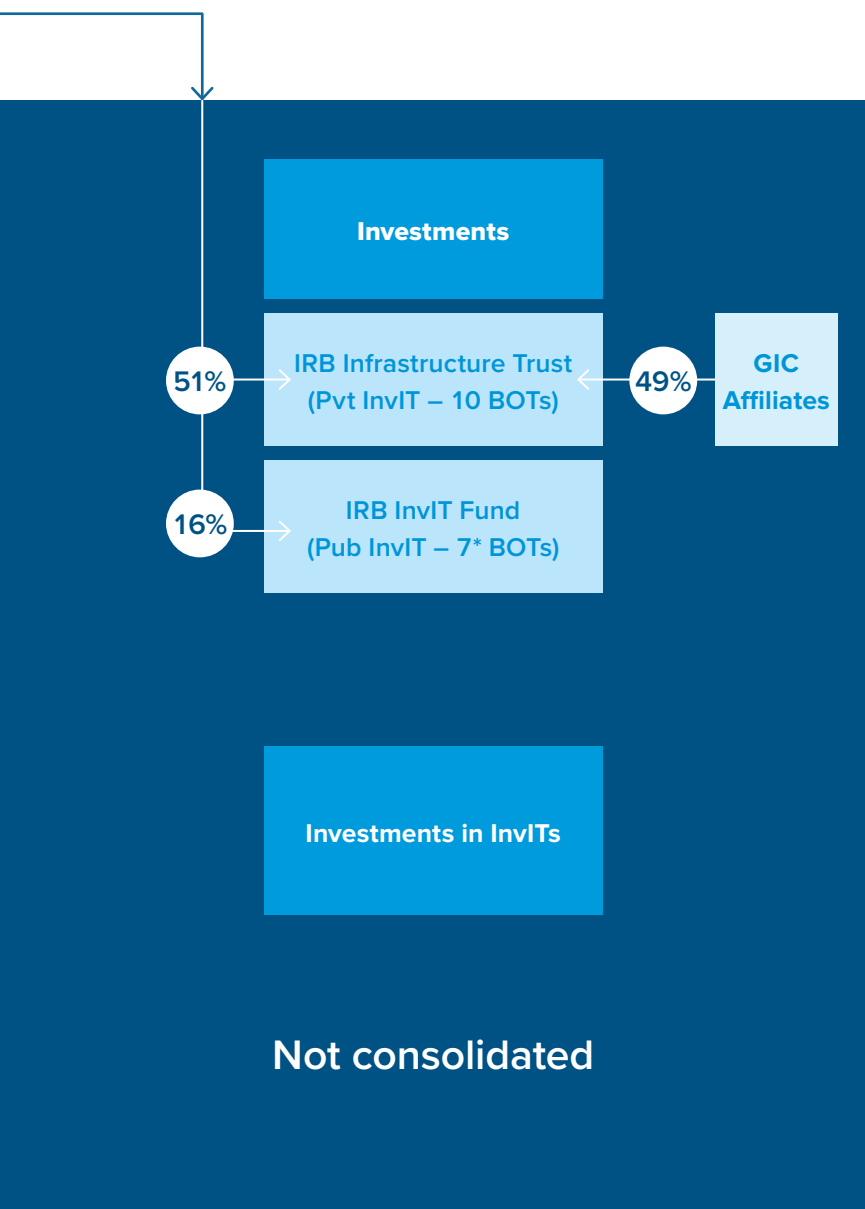 Investments
51%
IRB Infrastructure Trust
(Pvt InvIT – 10 BOTs)
49%
GIC
Affiliates
16%
IRB InvIT Fund
(Pub InvIT – 7* BOTs)
Investments in InvITs
Not consolidated